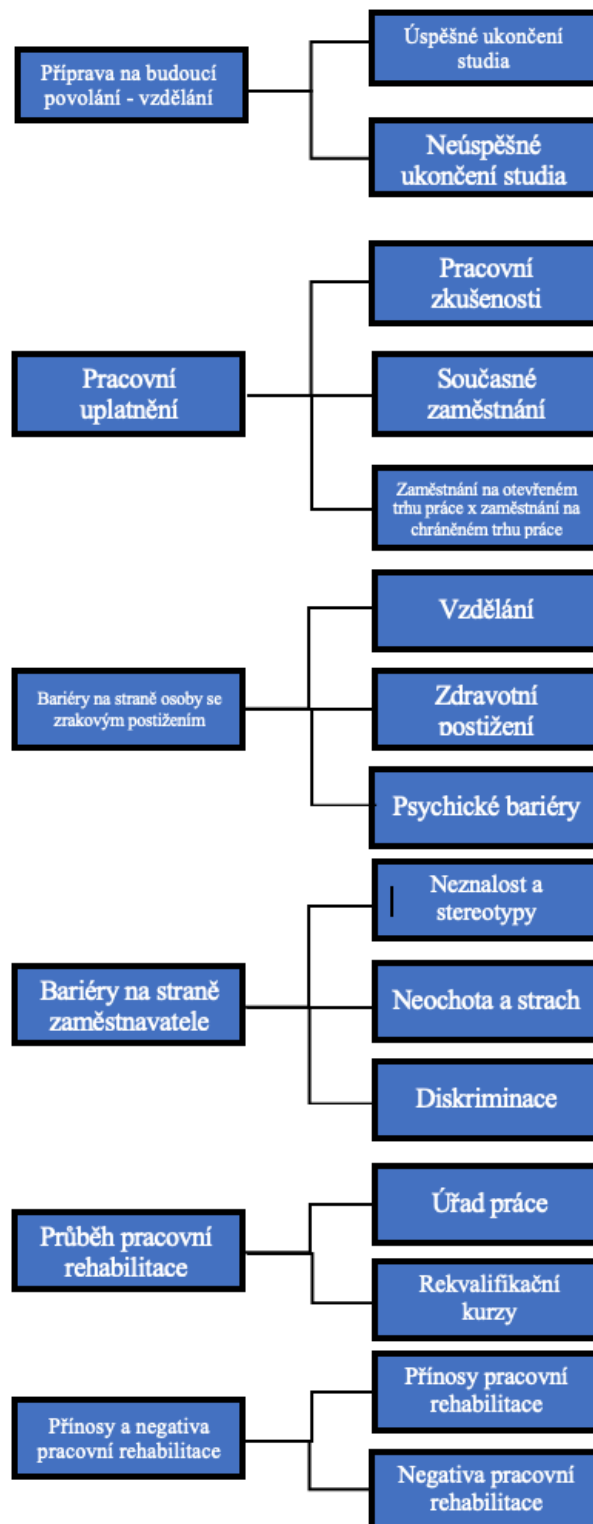 Příprava na budoucí
povolání - vzdělání
Úspěšné ukončení
studia
Neúspěšné
ukončení studia
Pracovní
uplatnění
Pracovní
zkušenosti
Současné
zaměstnání
Zaměstnání na otevřeném
trhu práce x zaměstnání na
chráněném trhu práce
Bariéry na straně osoby se
zrakovým postižením
Vzdělání
Zdravotní
postižení
Psychické bariéry
Bariéry na straně
zaměstnavatele
Neznalost a
stereotypy
Neochota a strach
Diskriminace
Průběh pracovní
rehabilitace
Úřad práce
Rekvalifikační
kurzy
Přínosy a negativa
pracovní rehabilitace
Přínosy pracovní
rehabilitace
Negativa pracovní
rehabilitace